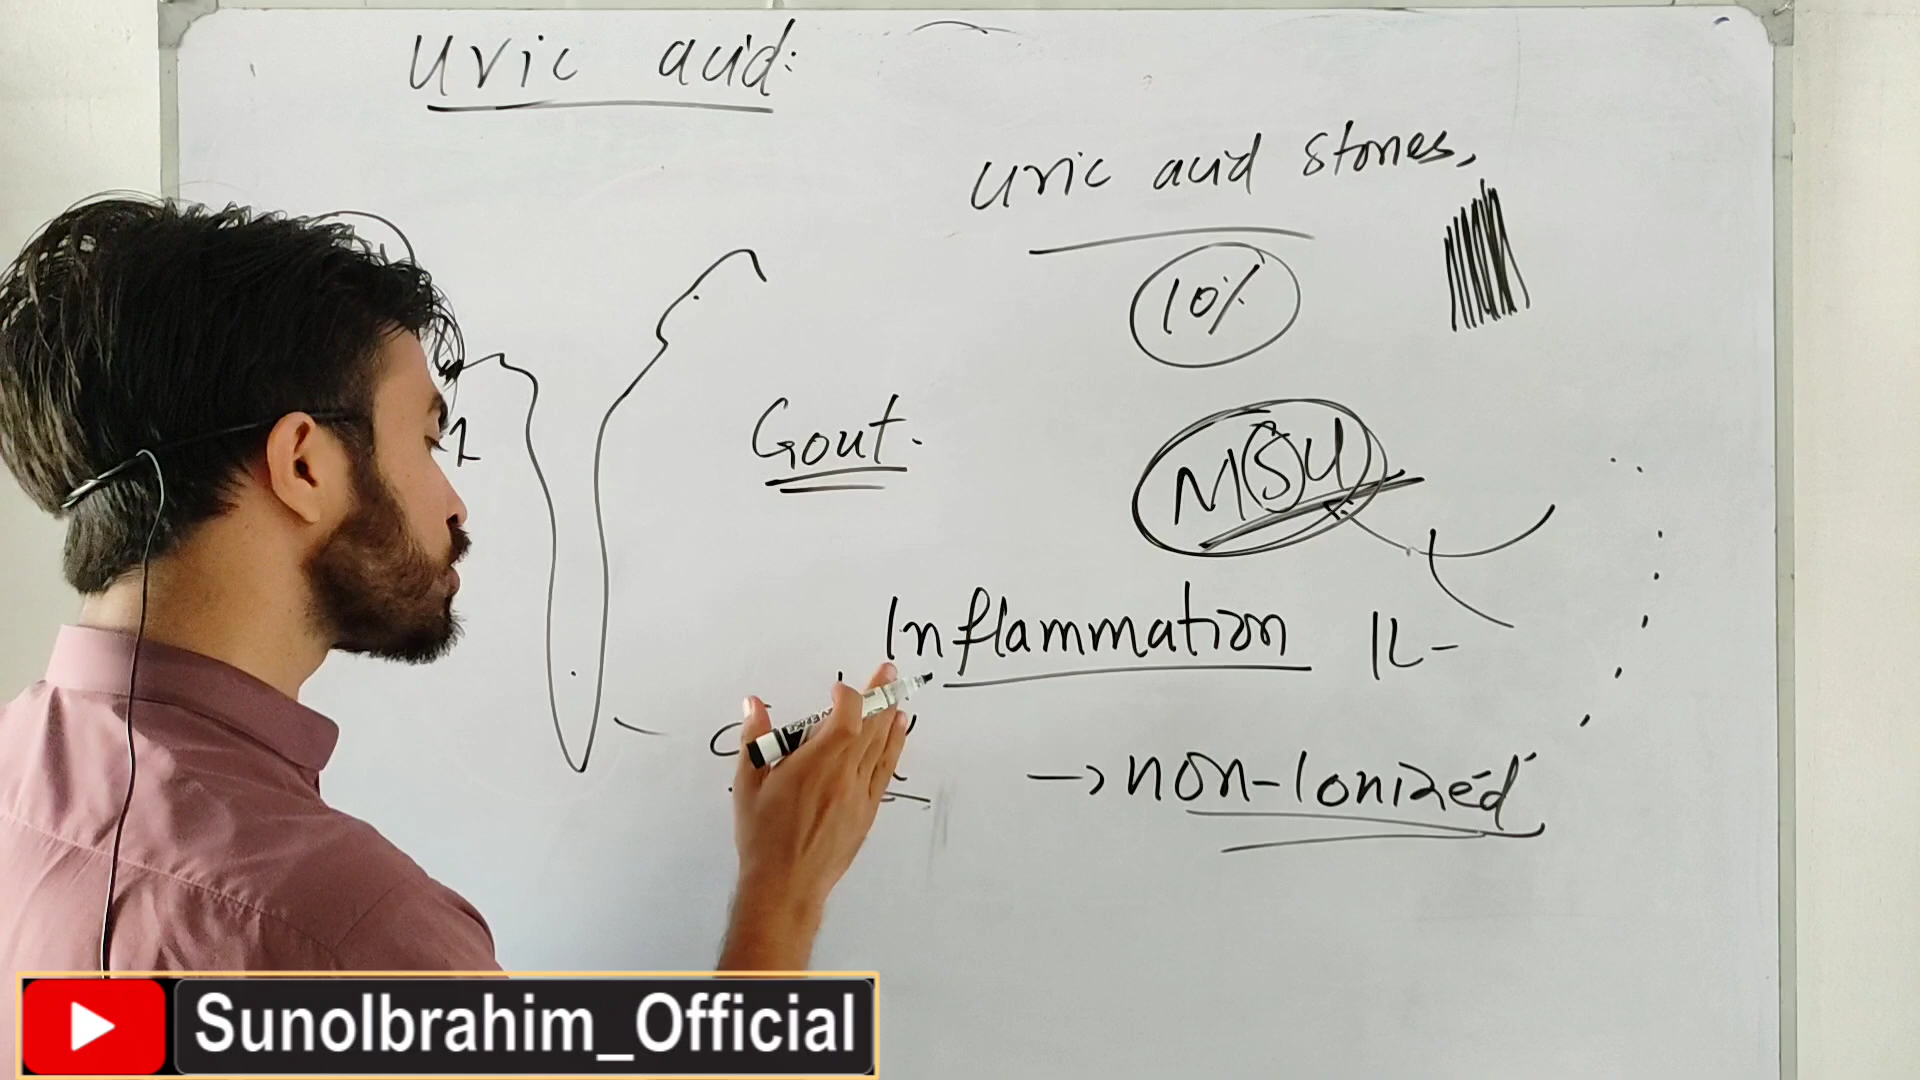 Uric acid:
Uric acid stones,
10%
Gout.
MSU
Inflammation IL-
→ non-Ionized
SunoIbrahim_Official